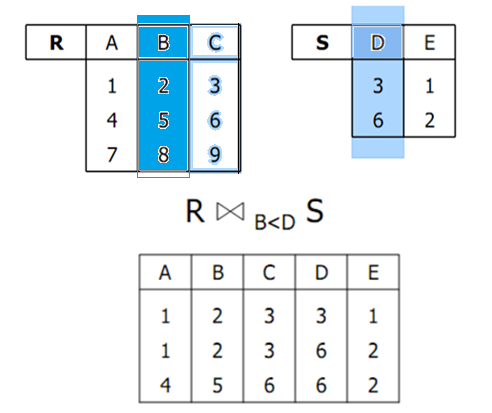 R A B C S D E
1 2 3 3 1
4 5 6 6 2
7 8 9
R ⋈ B<D S
A B C D E
1 2 3 3 1
1 2 3 6 2
4 5 6 6 2